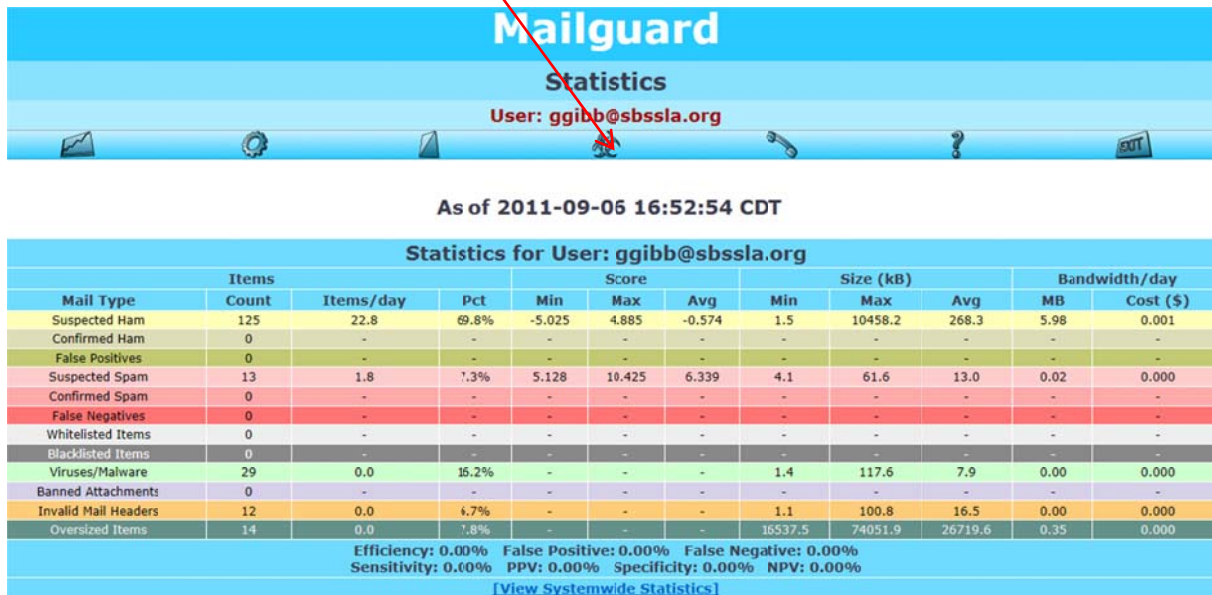 Mailguard
Statistics
User: ggibb@sbssla.org
EXIT
As of 2011-09-06 16:52:54 CDT
Statistics for User: ggibb@sbssla.org
Items Score Size (kB) Bandwidth/day
Mail Type Count Items/day Pct Min Max Avg Min Max Avg MB Cost ($)
Suspected Ham 125 22.8 69.8% -5.025 4.885 -0.574 1.5 10458.2 268.3 5.98 0.001
Confirmed Ham 0 - - - - - - - - - -
False Positives 0 - - - - - - - - - -
Suspected Spam 13 1.8 7.3% 5.128 10.425 6.339 4.1 61.6 13.0 0.02 0.000
Confirmed Spam 0 - - - - - - - - - -
False Negatives 0 - - - - - - - - - -
Whitelisted Items 0 - - - - - - - - - -
Blacklisted Items 0 - - - - - - - - - -
Viruses/Malware 29 0.0 16.2% - - - 1.4 117.6 7.9 0.00 0.000
Banned Attachments 0 - - - - - - - - - -
Invalid Mail Headers 12 0.0 6.7% - - - 1.1 100.8 16.5 0.00 0.000
Oversized Items 14 0.0 7.8% - - - 16537.5 74051.9 26719.6 0.35 0.000
Efficiency: 0.00% False Positive: 0.00% False Negative: 0.00%
Sensitivity: 0.00% PPV: 0.00% Specificity: 0.00% NPV: 0.00%
[View Systemwide Statistics]